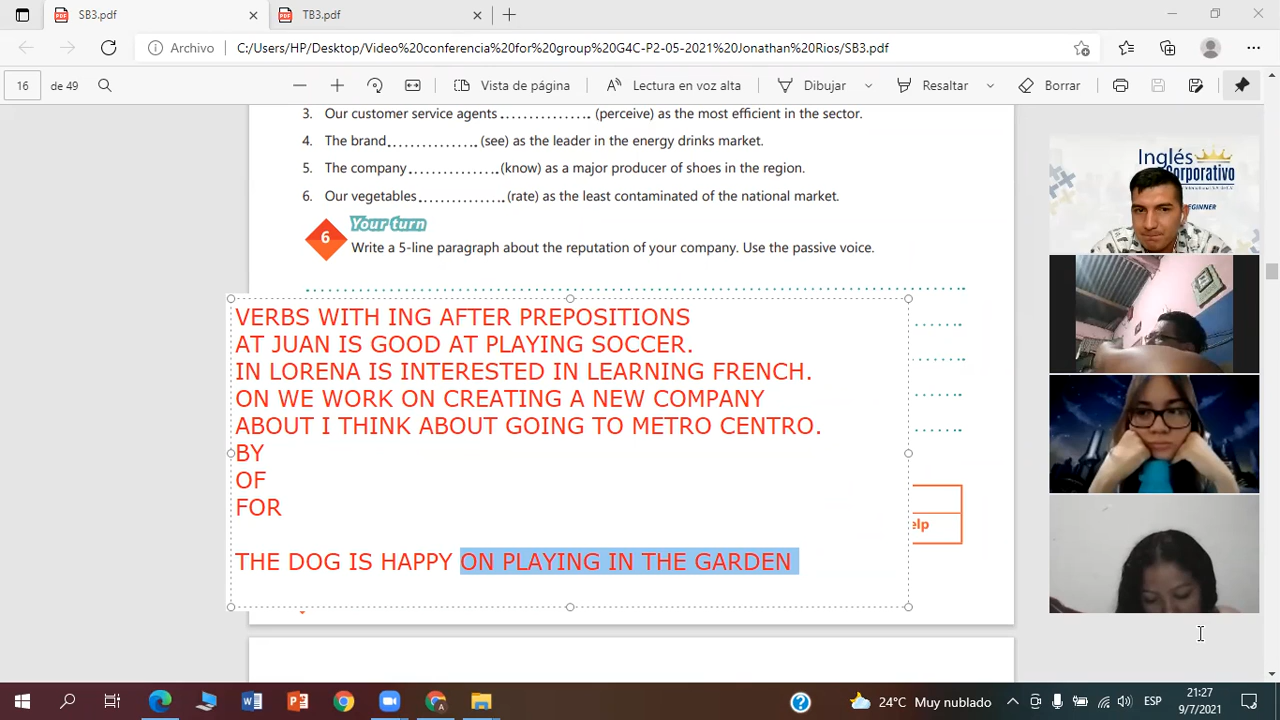 SB3.pdf
TB3.pdf
Archivo
C:/Users/HP/Desktop/Video%20conferencia%20for%20group%20G4C-P2-05-2021%20Jonathan%20Rios/SB3.pdf
16 de 49
Vista de página
Lectura en voz alta
Dibujar
Resaltar
Borrar
3. Our customer service agents .............. (perceive) as the most efficient in the sector.
4. The brand............... (see) as the leader in the energy drinks market.
5. The company............... (know) as a major producer of shoes in the region.
6. Our vegetables.............. (rate) as the least contaminated of the national market.
6
Your turn
Write a 5-line paragraph about the reputation of your company. Use the passive voice.
VERBS WITH ING AFTER PREPOSITIONS
AT JUAN IS GOOD AT PLAYING SOCCER.
IN LORENA IS INTERESTED IN LEARNING FRENCH.
ON WE WORK ON CREATING A NEW COMPANY
ABOUT I THINK ABOUT GOING TO METRO CENTRO.
BY
OF
FOR
THE DOG IS HAPPY ON PLAYING IN THE GARDEN
elp
Inglés
Corporativo
21:27
24°C Muy nublado
ESP
9/7/2021